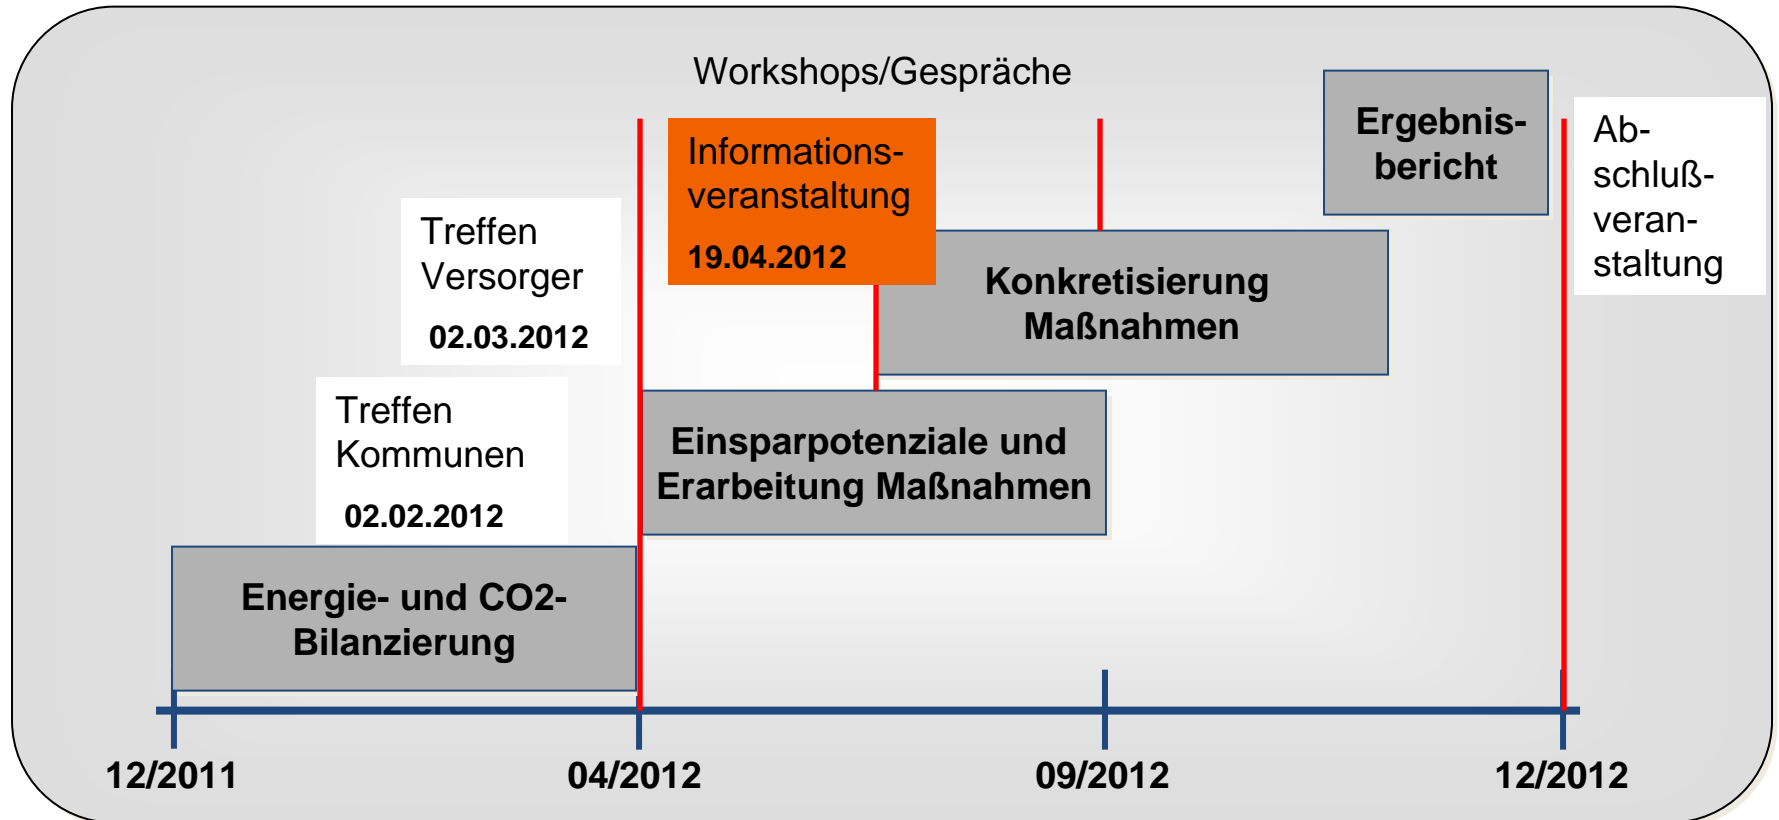 Workshops/Gespräche
Ergebnis-
bericht
Ab-
schluß-
veran-
staltung
Informations-
veranstaltung
19.04.2012
Treffen
Versorger
02.03.2012
Konkretisierung
Maßnahmen
Treffen
Kommunen
02.02.2012
Einsparpotenziale und
Erarbeitung Maßnahmen
Energie- und CO2-
Bilanzierung
12/2011
04/2012
09/2012
12/2012